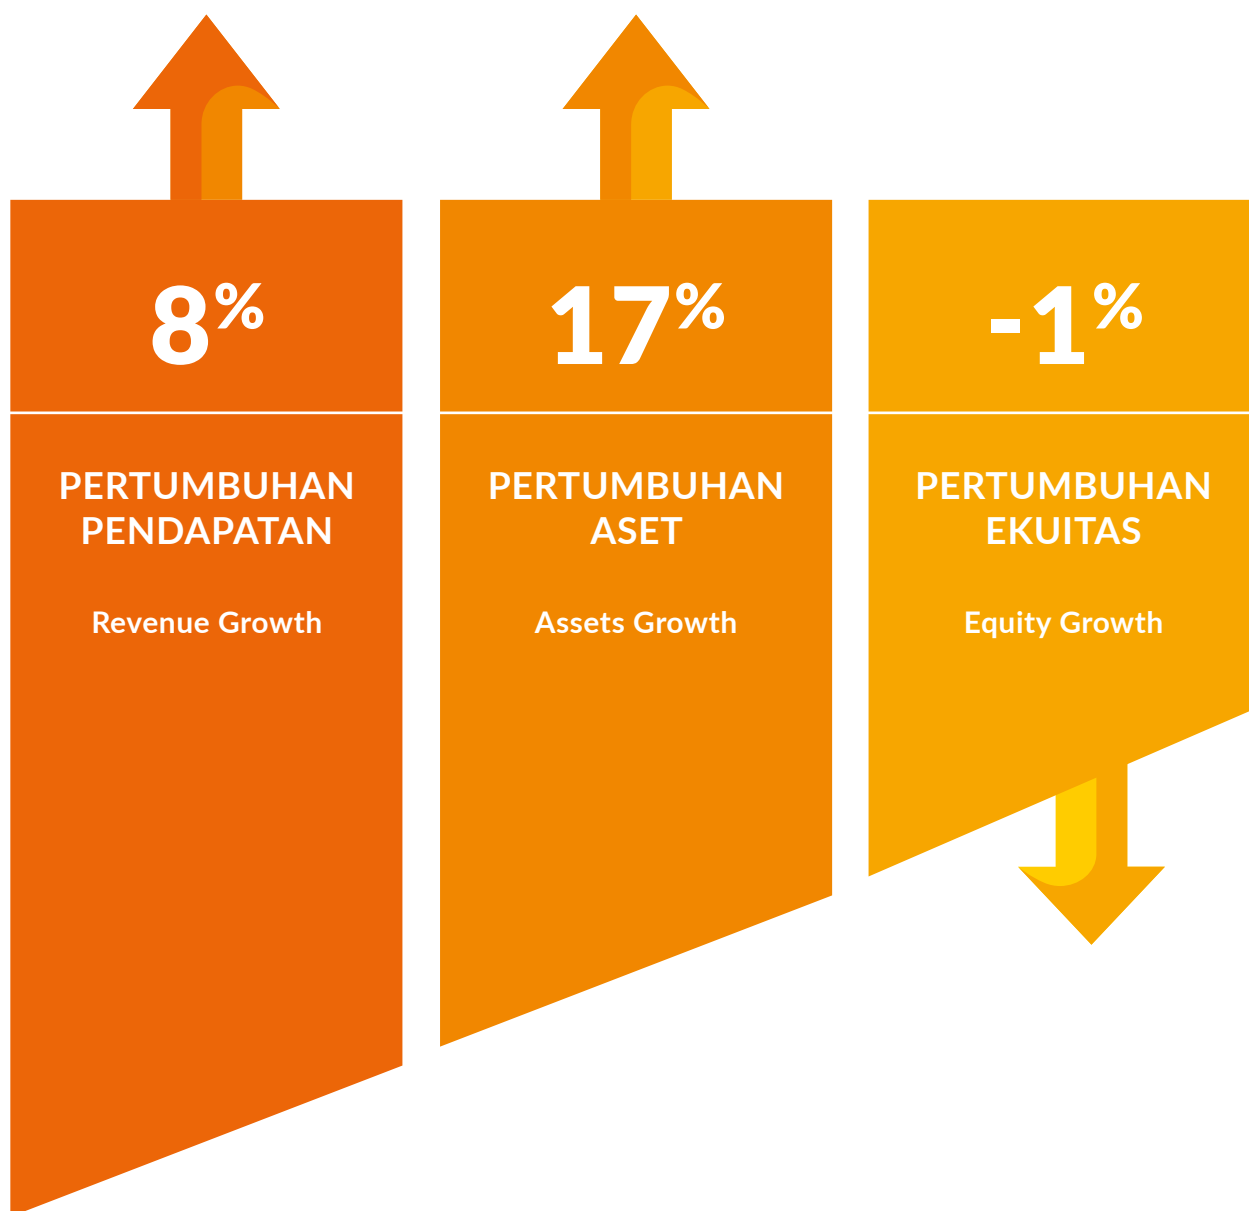 8%
PERTUMBUHAN
PENDAPATAN
Revenue Growth
17%
PERTUMBUHAN
ASET
Assets Growth
-1%
PERTUMBUHAN
EKUITAS
Equity Growth